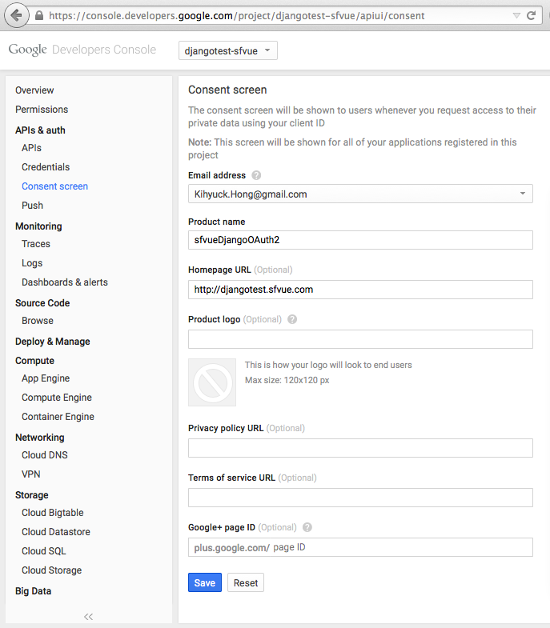 https://console.developers.google.com/project/djangotest-sfvue/apiui/consent
Google Developers Console
djangotest-sfvue
Overview
Permissions
APIs & auth
APIs
Credentials
Consent screen
Push
Monitoring
Traces
Logs
Dashboards & alerts
Source Code
Browse
Deploy & Manage
Compute
App Engine
Compute Engine
Container Engine
Networking
Cloud DNS
VPN
Storage
Cloud Bigtable
Cloud Datastore
Cloud SQL
Cloud Storage
Big Data
Consent screen
The consent screen will be shown to users whenever you request access to their
private data using your client ID
Note: This screen will be shown for all of your applications registered in this
project
Email address ?
Kihyuck.Hong@gmail.com
Product name
sfvueDjangoOAuth2
Homepage URL (Optional)
http://djangotest.sfvue.com
Product logo (Optional) ?
This is how your logo will look to end users
Max size: 120x120 px
Privacy policy URL (Optional)
Terms of service URL (Optional)
Google+ page ID (Optional) ?
plus.google.com/ page ID
Save Reset